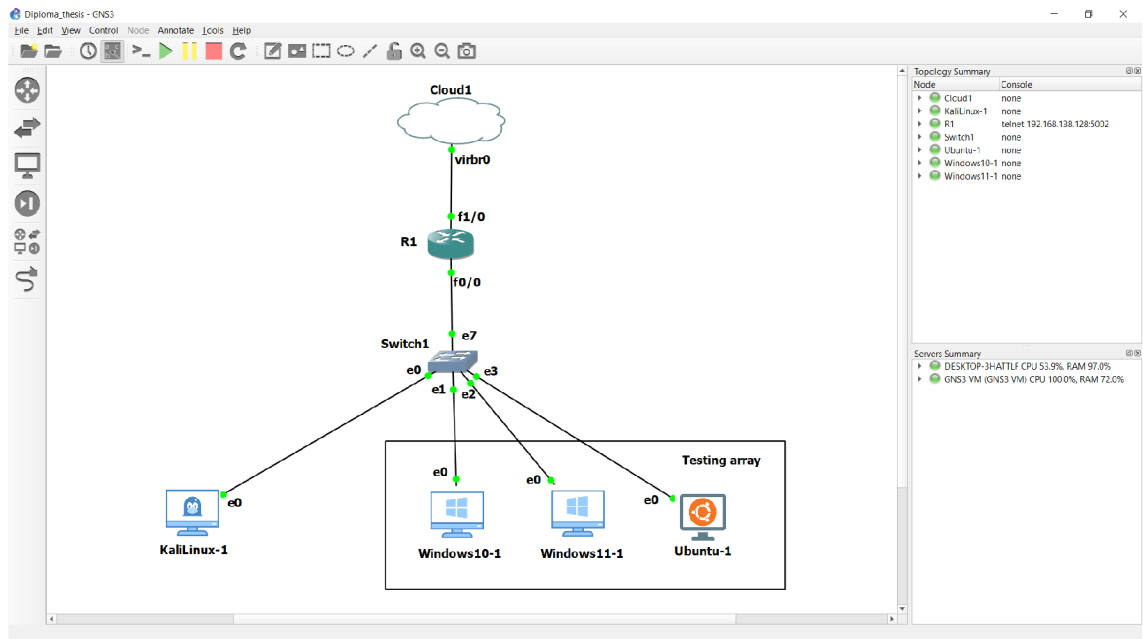 Diploma_thesis - GNS3
File Edit View Control Node Annotate Tools Help
Cloud1
virbr0
f1/0
R1
f0/0
e7
Switch1
e0
e3
e1
e2
Testing array
e0
e0
e0
e0
KaliLinux-1
Windows10-1
Windows11-1
Ubuntu-1
Topology Summary
Node Console
Cloud1 none
KaliLinux-1 none
R1 telnet 192.168.138.128:5002
Switch1 none
Ubuntu-1 none
Windows10-1 none
Windows11-1 none
Servers Summary
DESKTOP-3HATTLF CPU 53.9%, RAM 97.0%
GNS3 VM (GNS3 VM) CPU 100.0%, RAM 72.0%